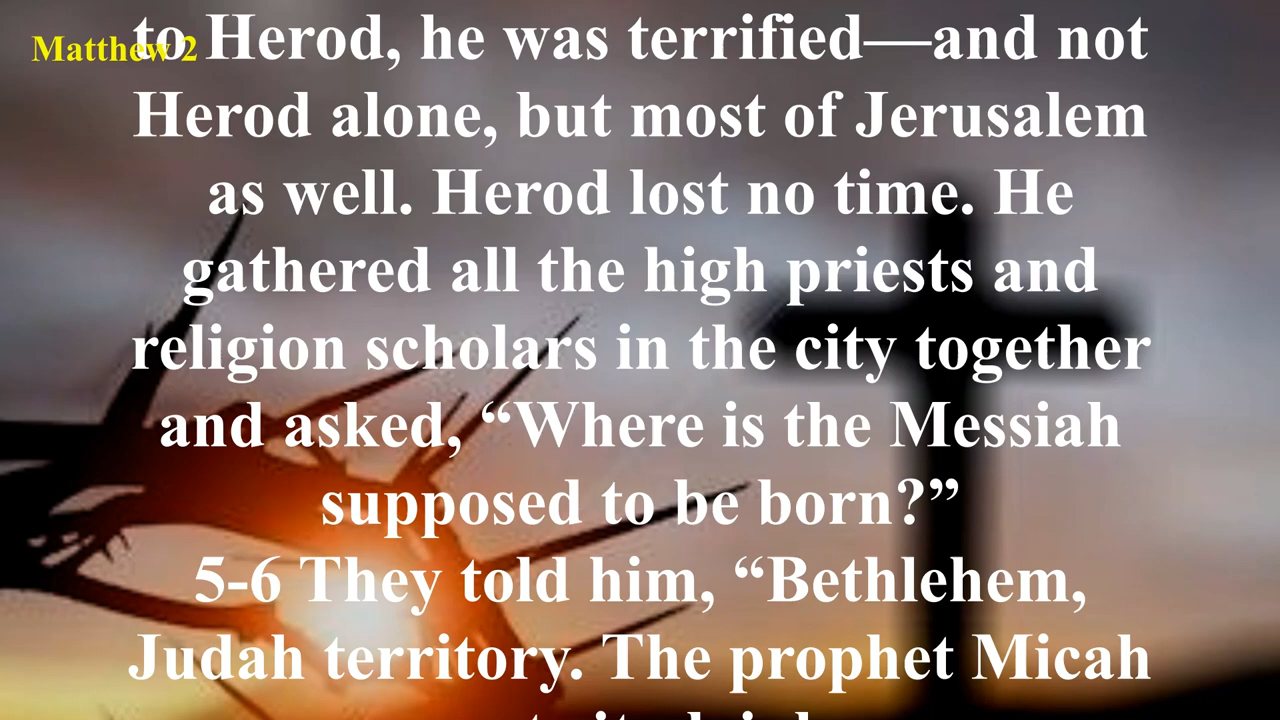 Matthew 2
to Herod, he was terrified—and not
Herod alone, but most of Jerusalem
as well. Herod lost no time. He
gathered all the high priests and
religion scholars in the city together
and asked, “Where is the Messiah
supposed to be born?”
5-6 They told him, “Bethlehem,
Judah territory. The prophet Micah